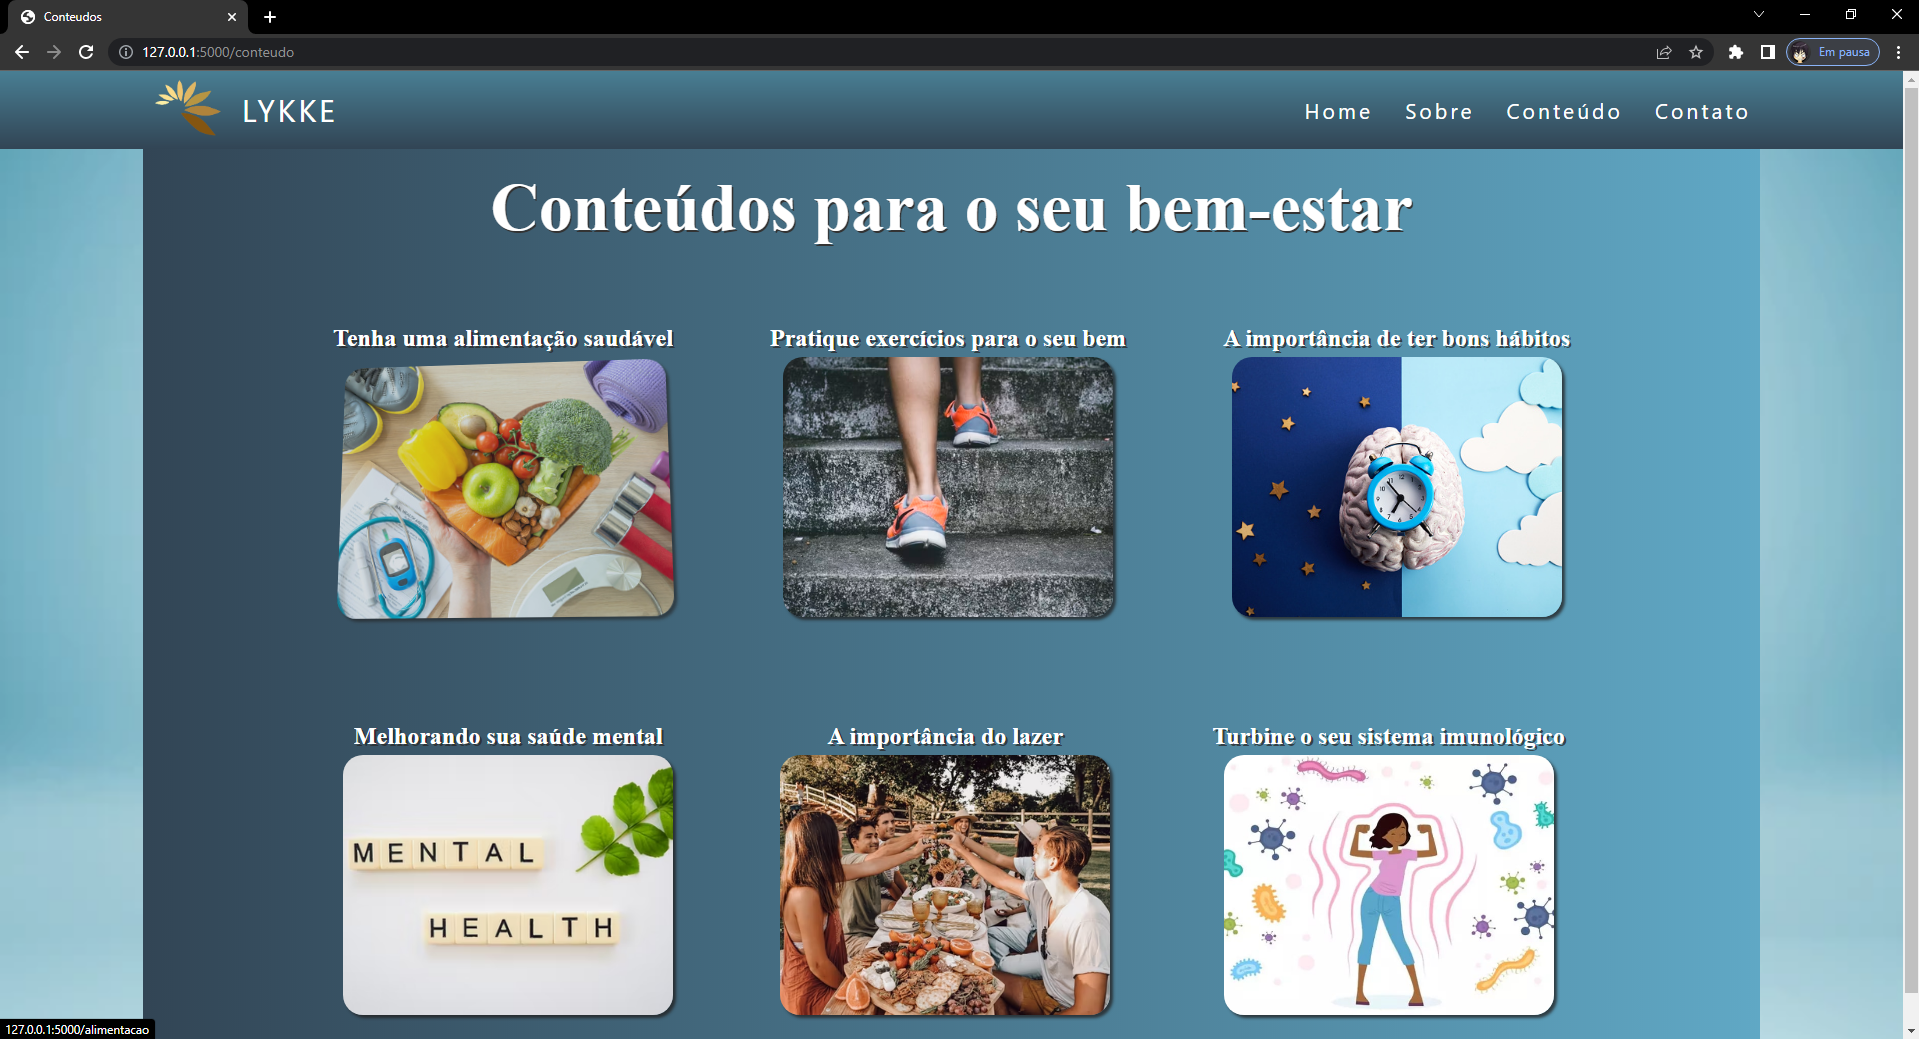 Conteudos
127.0.0.1:5000/conteudo
Em pausa
LYKKE
Home Sobre Conteúdo Contato
Conteúdos para o seu bem-estar
Tenha uma alimentação saudável
Pratique exercícios para o seu bem
A importância de ter bons hábitos
Melhorando sua saúde mental
A importância do lazer
Turbine o seu sistema imunológico
MENTAL
HEALTH
127.0.0.1:5000/alimentacao